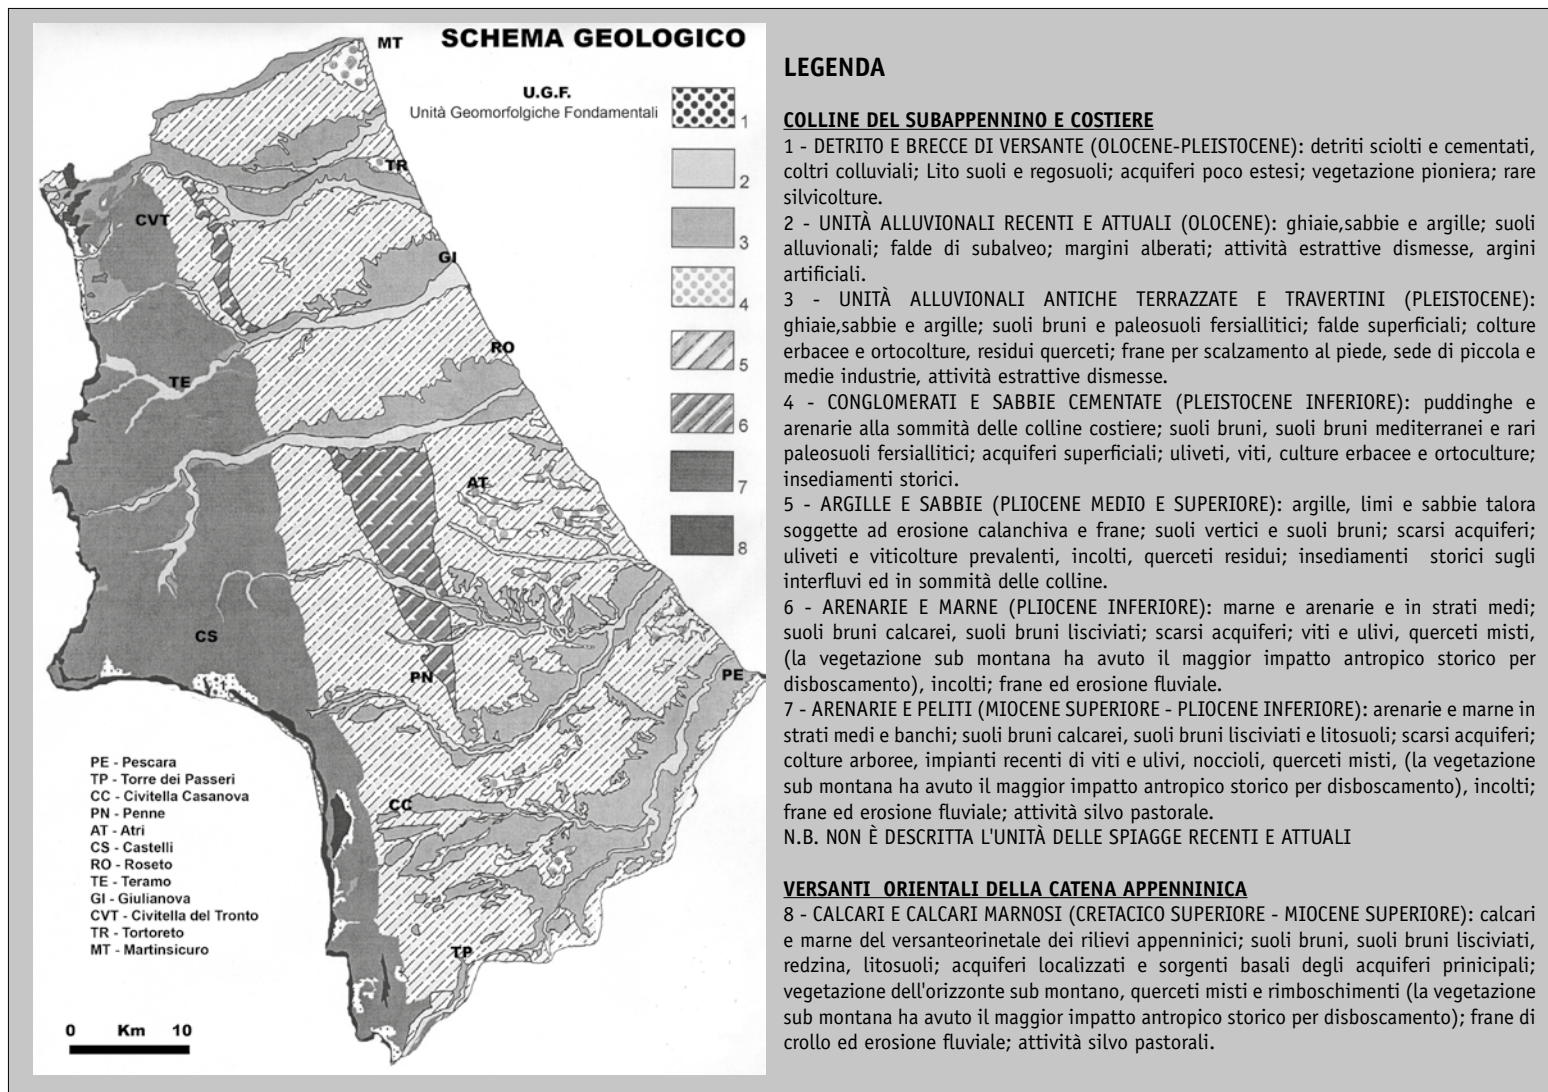 SCHEMA GEOLOGICO
U.G.F.
Unità Geomorfolgiche Fondamentali
1
2
3
4
5
6
7
8
MT
TR
CVT
GI
RO
TE
AT
CS
PN
PE
CC
TP
PE - Pescara
TP - Torre dei Passeri
CC - Civitella Casanova
PN - Penne
AT - Atri
CS - Castelli
RO - Roseto
TE - Teramo
GI - Giulianova
CVT - Civitella del Tronto
TR - Tortoreto
MT - Martinsicuro
0 Km 10
LEGENDA
COLLINE DEL SUBAPPENNINO E COSTIERE
1 - DETRITO E BRECCE DI VERSANTE (OLOCENE-PLEISTOCENE): detriti sciolti e cementati,
coltri colluviali; Lito suoli e regosuoli; acquiferi poco estesi; vegetazione pioniera; rare
silvicolture.
2 - UNITÀ ALLUVIONALI RECENTI E ATTUALI (OLOCENE): ghiaie,sabbie e argille; suoli
alluvionali; falde di subalveo; margini alberati; attività estrattive dismesse, argini
artificiali.
3 - UNITÀ ALLUVIONALI ANTICHE TERRAZZATE E TRAVERTINI (PLEISTOCENE):
ghiaie,sabbie e argille; suoli bruni e paleosuoli fersiallitici; falde superficiali; colture
erbacee e ortocolture, residui querceti; frane per scalzamento al piede, sede di piccola e
medie industrie, attività estrattive dismesse.
4 - CONGLOMERATI E SABBIE CEMENTATE (PLEISTOCENE INFERIORE): puddinghe e
arenarie alla sommità delle colline costiere; suoli bruni, suoli bruni mediterranei e rari
paleosuoli fersiallitici; acquiferi superficiali; uliveti, viti, culture erbacee e ortoculture;
insediamenti storici.
5 - ARGILLE E SABBIE (PLIOCENE MEDIO E SUPERIORE): argille, limi e sabbie talora
soggette ad erosione calanchiva e frane; suoli vertici e suoli bruni; scarsi acquiferi;
uliveti e viticolture prevalenti, incolti, querceti residui; insediamenti storici sugli
interfluvi ed in sommità delle colline.
6 - ARENARIE E MARNE (PLIOCENE INFERIORE): marne e arenarie e in strati medi;
suoli bruni calcarei, suoli bruni lisciviati; scarsi acquiferi; viti e ulivi, querceti misti,
(la vegetazione sub montana ha avuto il maggior impatto antropico storico per
disboscamento), incolti; frane ed erosione fluviale.
7 - ARENARIE E PELITI (MIOCENE SUPERIORE - PLIOCENE INFERIORE): arenarie e marne in
strati medi e banchi; suoli bruni calcarei, suoli bruni lisciviati e litosuoli; scarsi acquiferi;
colture arboree, impianti recenti di viti e ulivi, noccioli, querceti misti, (la vegetazione
sub montana ha avuto il maggior impatto antropico storico per disboscamento), incolti;
frane ed erosione fluviale; attività silvo pastorale.
N.B. NON È DESCRITTA L'UNITÀ DELLE SPIAGGE RECENTI E ATTUALI
VERSANTI ORIENTALI DELLA CATENA APPENNINICA
8 - CALCARI E CALCARI MARNOSI (CRETACICO SUPERIORE - MIOCENE SUPERIORE): calcari
e marne del versanteorinetale dei rilievi appenninici; suoli bruni, suoli bruni lisciviati,
redzina, litosuoli; acquiferi localizzati e sorgenti basali degli acquiferi prinicipali;
vegetazione dell'orizzonte sub montano, querceti misti e rimboschimenti (la vegetazione
sub montana ha avuto il maggior impatto antropico storico per disboscamento); frane di
crollo ed erosione fluviale; attività silvo pastorali.